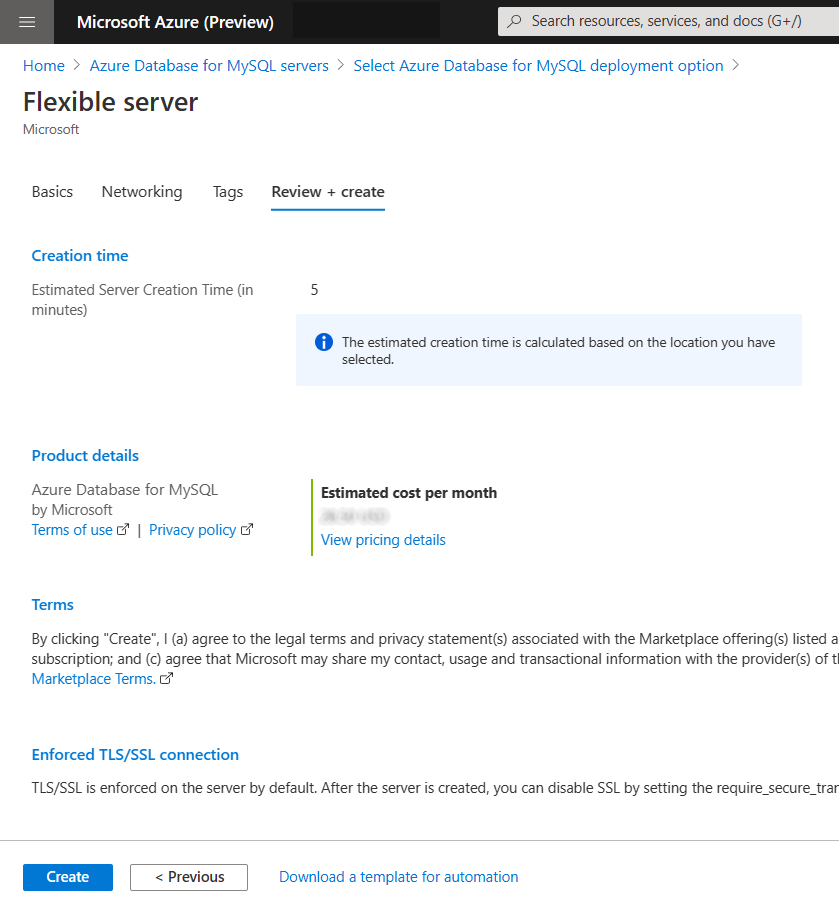 Microsoft Azure (Preview)
Search resources, services, and docs (G+/)
Home > Azure Database for MySQL servers > Select Azure Database for MySQL deployment option >
Flexible server
Microsoft
Basics Networking Tags Review + create
Creation time
Estimated Server Creation Time (in
minutes)
5
The estimated creation time is calculated based on the location you have
selected.
Product details
Azure Database for MySQL
by Microsoft
Terms of use | Privacy policy
Estimated cost per month
View pricing details
Terms
By clicking "Create", I (a) agree to the legal terms and privacy statement(s) associated with the Marketplace offering(s) listed a
subscription; and (c) agree that Microsoft may share my contact, usage and transactional information with the provider(s) of
Marketplace Terms.
Enforced TLS/SSL connection
TLS/SSL is enforced on the server by default. After the server is created, you can disable SSL by setting the require_secure_tran
Create < Previous Download a template for automation